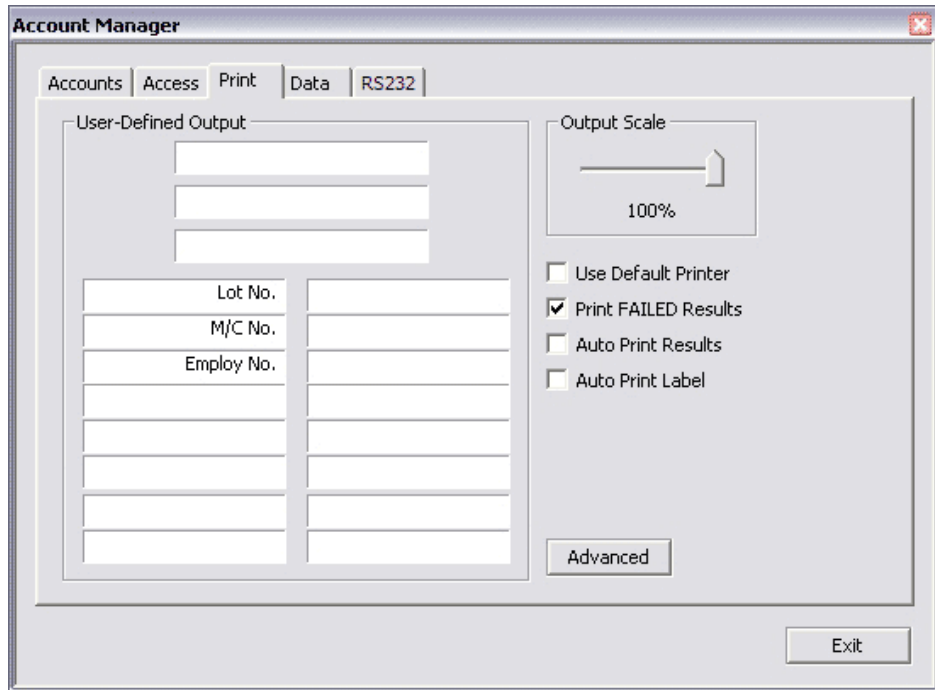 Account Manager
Accounts Access Print Data RS232
User-Defined Output
Lot No.
M/C No.
Employ No.
Output Scale
100%
Use Default Printer
Print FAILED Results
Auto Print Results
Auto Print Label
Advanced
Exit